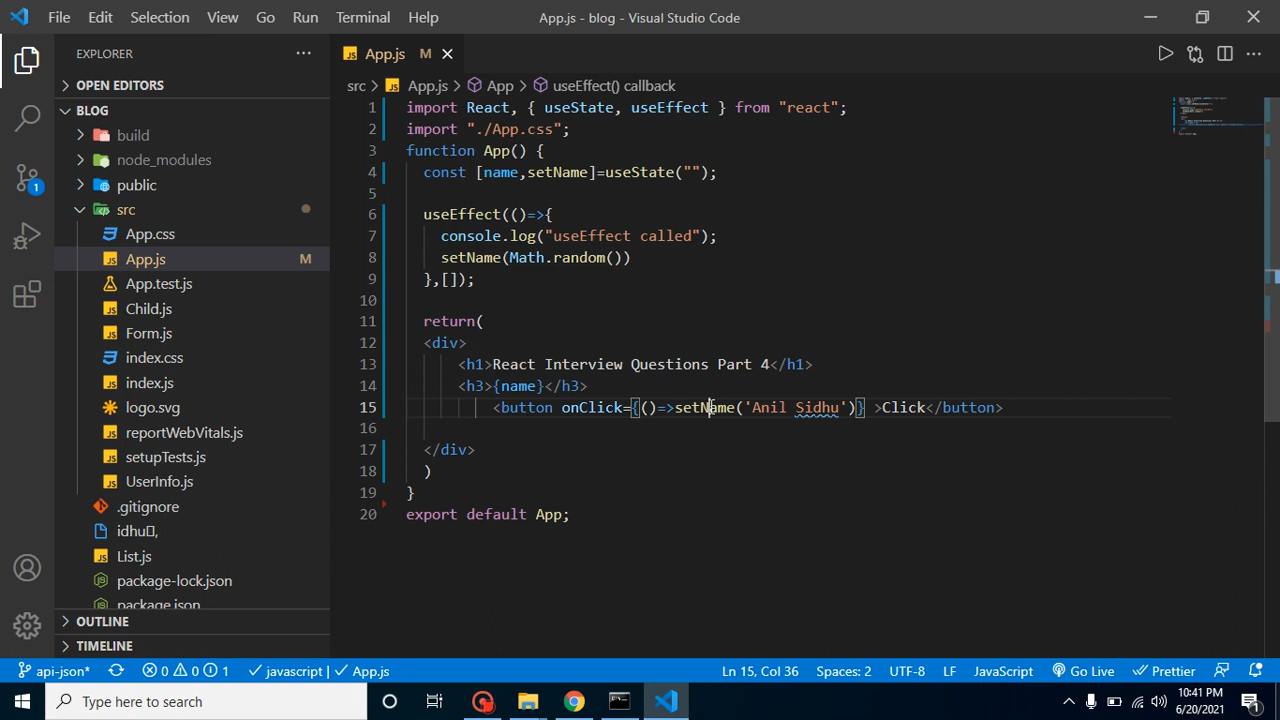 File Edit Selection View Go Run Terminal Help App.js - blog - Visual Studio Code
EXPLORER
App.js M
OPEN EDITORS
src > App.js > App > useEffect() callback
BLOG
build
node_modules
public
src
App.css
App.js M
App.test.js
Child.js
Form.js
index.css
index.js
logo.svg
reportWebVitals.js
setupTests.js
UserInfo.js
.gitignore
idhu▯,
List.js
package-lock.json
package.json
OUTLINE
TIMELINE
1 import React, { useState, useEffect } from "react";
2 import "./App.css";
3 function App() {
4 const [name,setName]=useState("");
5
6 useEffect(()=>{
7 console.log("useEffect called");
8 setName(Math.random())
9 },[]);
10
11 return(
12 <div>
13 <h1>React Interview Questions Part 4</h1>
14 <h3>{name}</h3>
15 <button onClick={()=>setName('Anil Sidhu')} >Click</button>
16
17 </div>
18 )
19 }
20 export default App;
1
api-json* 0 0 1 javascript | App.js Ln 15, Col 36 Spaces: 2 UTF-8 LF JavaScript Go Live Prettier
Type here to search
10:41 PM
6/20/2021
1